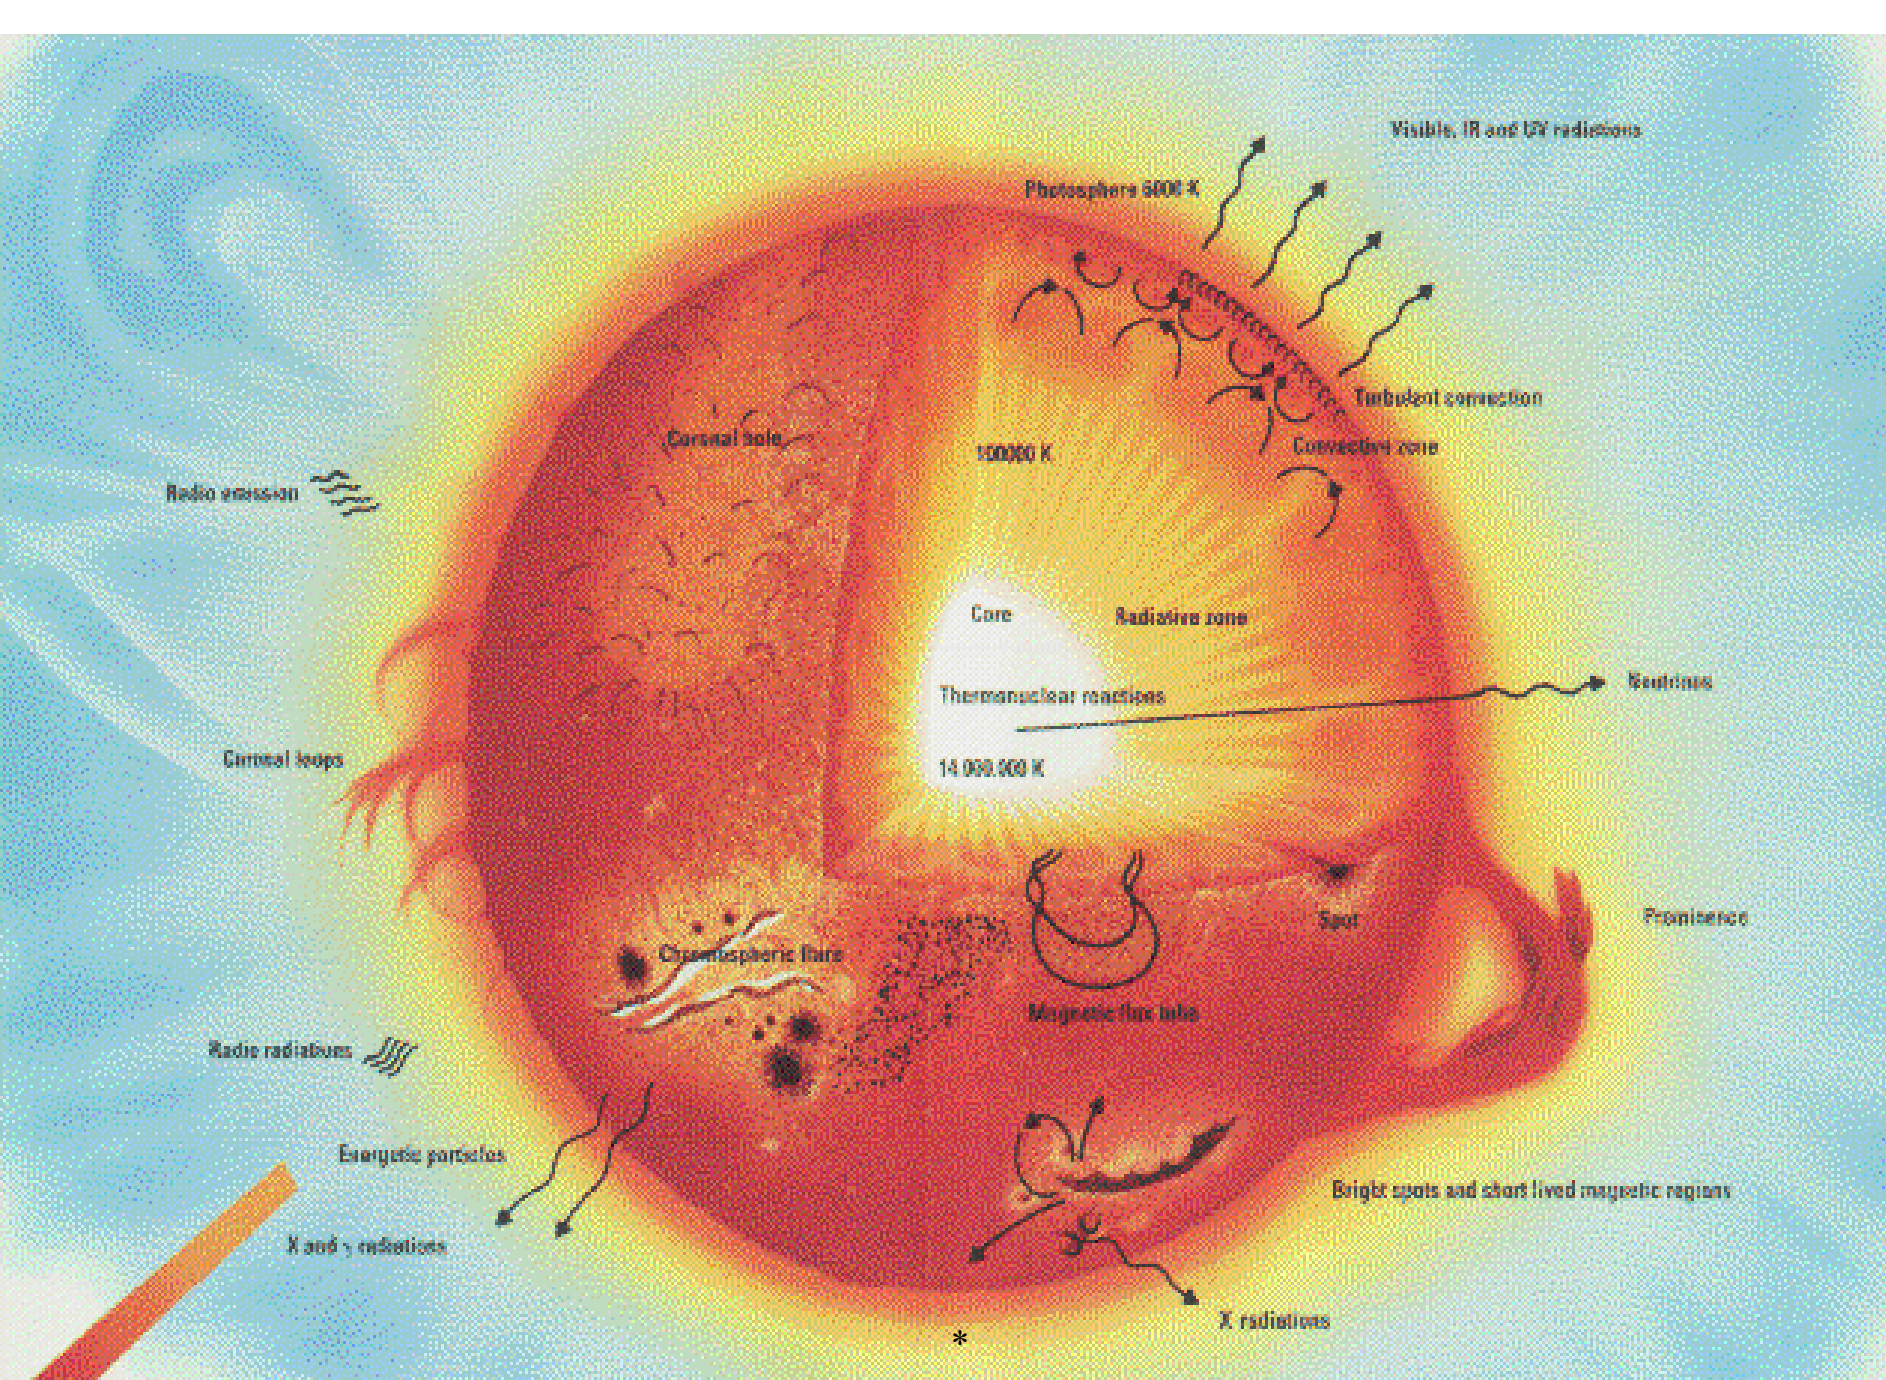 Visible, IR and UV radiations
Photosphere 6000 K
Turbulent convection
Coronal hole
Convective zone
100000 K
Radio emission
Core
Radiative zone
Neutrinos
Thermonuclear reactions
Coronal loops
14.000.000 K
Spot
Prominence
Chromospheric flare
Magnetic flux tube
Radio radiations
Energetic particles
Bright spots and short lived magnetic regions
X and γ radiations
X radiations
*